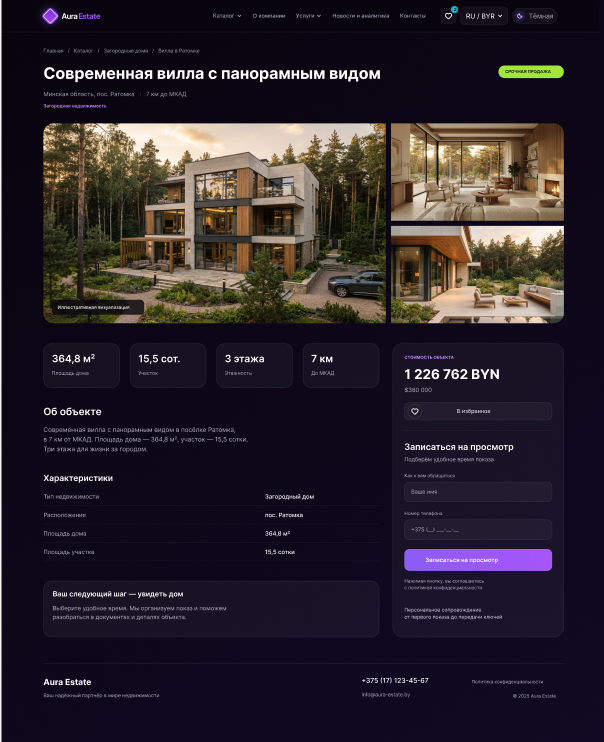 Aura Estate
Каталог
О компании
Услуги
Новости и аналитика
Контакты
RU / BYR
Тёмная
Главная / Каталог / Загородные дома / Вилла в Ратомке
Современная вилла с панорамным видом
СРОЧНАЯ ПРОДАЖА
Минская область, пос. Ратомка · 7 км до МКАД
Загородная недвижимость
Иллюстративная визуализация
364,8 м²
Площадь дома
15,5 сот.
Участок
3 этажа
Этажность
7 км
До МКАД
Об объекте
Современная вилла с панорамным видом в посёлке Ратомка,
в 7 км от МКАД. Площадь дома — 364,8 м², участок — 15,5 сотки.
Три этажа для жизни за городом.
Характеристики
Тип недвижимости Загородный дом
Расположение пос. Ратомка
Площадь дома 364,8 м²
Площадь участка 15,5 сотки
Ваш следующий шаг — увидеть дом
Выберите удобное время. Мы организуем показ и поможем
разобраться в документах и деталях объекта.
СТОИМОСТЬ ОБЪЕКТА
1 226 762 BYN
$380 000
В избранное
Записаться на просмотр
Подберём удобное время показа
Как к вам обращаться
Ваше имя
Номер телефона
+375 (__) ___-__-__
Записаться на просмотр
Нажимая кнопку, вы соглашаетесь
с политикой конфиденциальности
Персональное сопровождение
от первого показа до передачи ключей
Aura Estate
Ваш надёжный партнёр в мире недвижимости
+375 (17) 123-45-67
info@aura-estate.by
Политика конфиденциальности
© 2025 Aura Estate